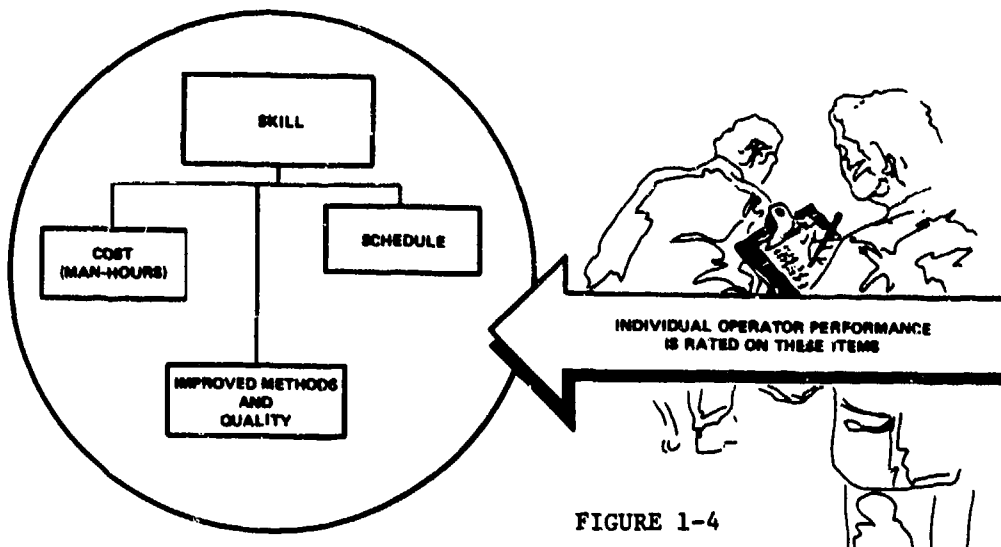 SKILL
COST
(MAN-HOURS)
SCHEDULE
IMPROVED METHODS
AND
QUALITY
INDIVIDUAL OPERATOR PERFORMANCE
IS RATED ON THESE ITEMS
FIGURE 1-4